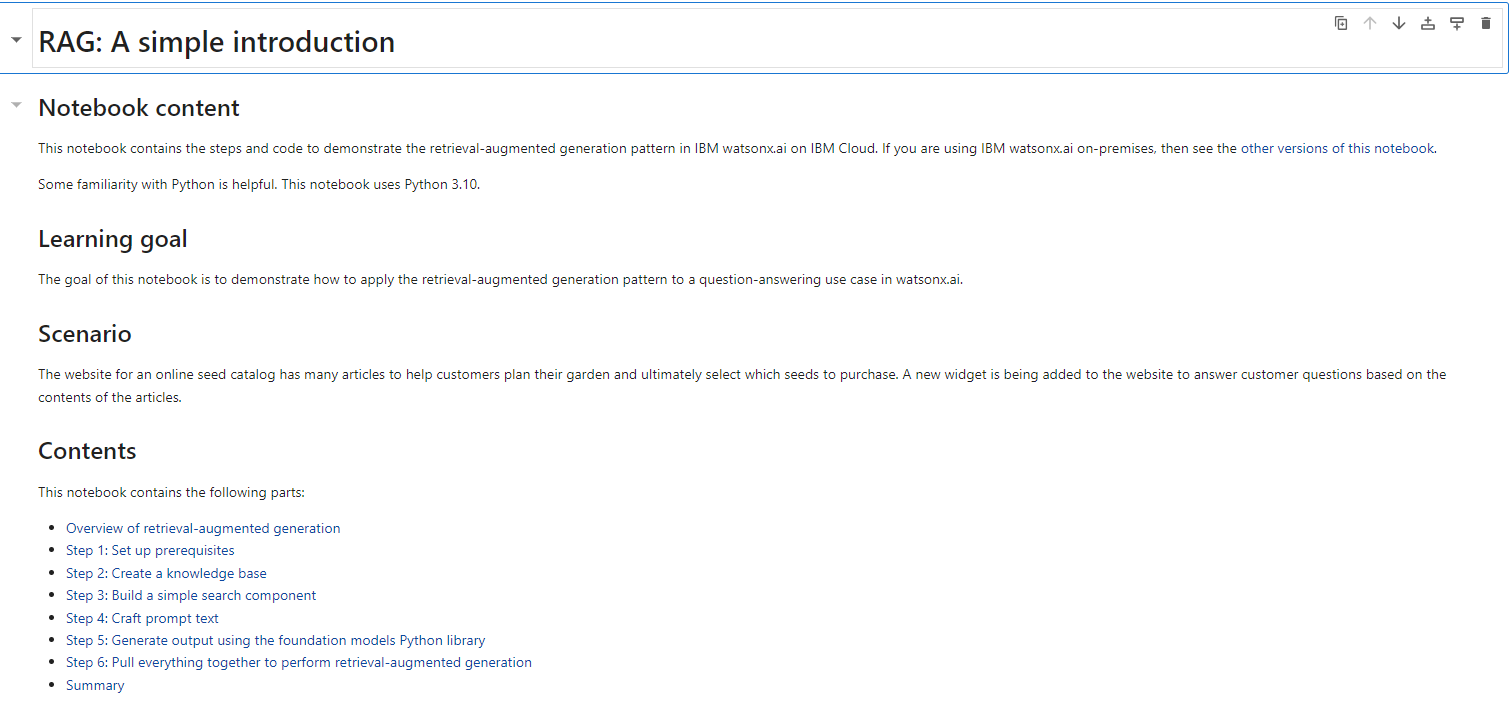 RAG: A simple introduction
Notebook content
This notebook contains the steps and code to demonstrate the retrieval-augmented generation pattern in IBM watsonx.ai on IBM Cloud. If you are using IBM watsonx.ai on-premises, then see the other versions of this notebook.
Some familiarity with Python is helpful. This notebook uses Python 3.10.
Learning goal
The goal of this notebook is to demonstrate how to apply the retrieval-augmented generation pattern to a question-answering use case in watsonx.ai.
Scenario
The website for an online seed catalog has many articles to help customers plan their garden and ultimately select which seeds to purchase. A new widget is being added to the website to answer customer questions based on the
contents of the articles.
Contents
This notebook contains the following parts:
• Overview of retrieval-augmented generation
• Step 1: Set up prerequisites
• Step 2: Create a knowledge base
• Step 3: Build a simple search component
• Step 4: Craft prompt text
• Step 5: Generate output using the foundation models Python library
• Step 6: Pull everything together to perform retrieval-augmented generation
• Summary